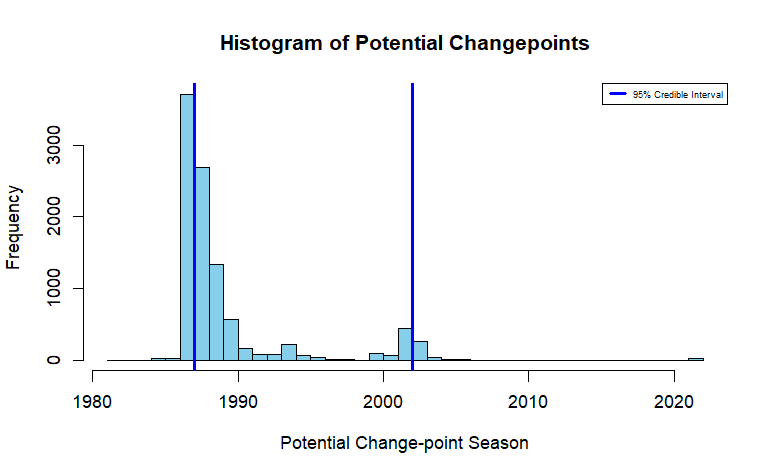 Histogram of Potential Changepoints
95% Credible Interval
Frequency
3000
2000
1000
0
1980 1990 2000 2010 2020
Potential Change-point Season